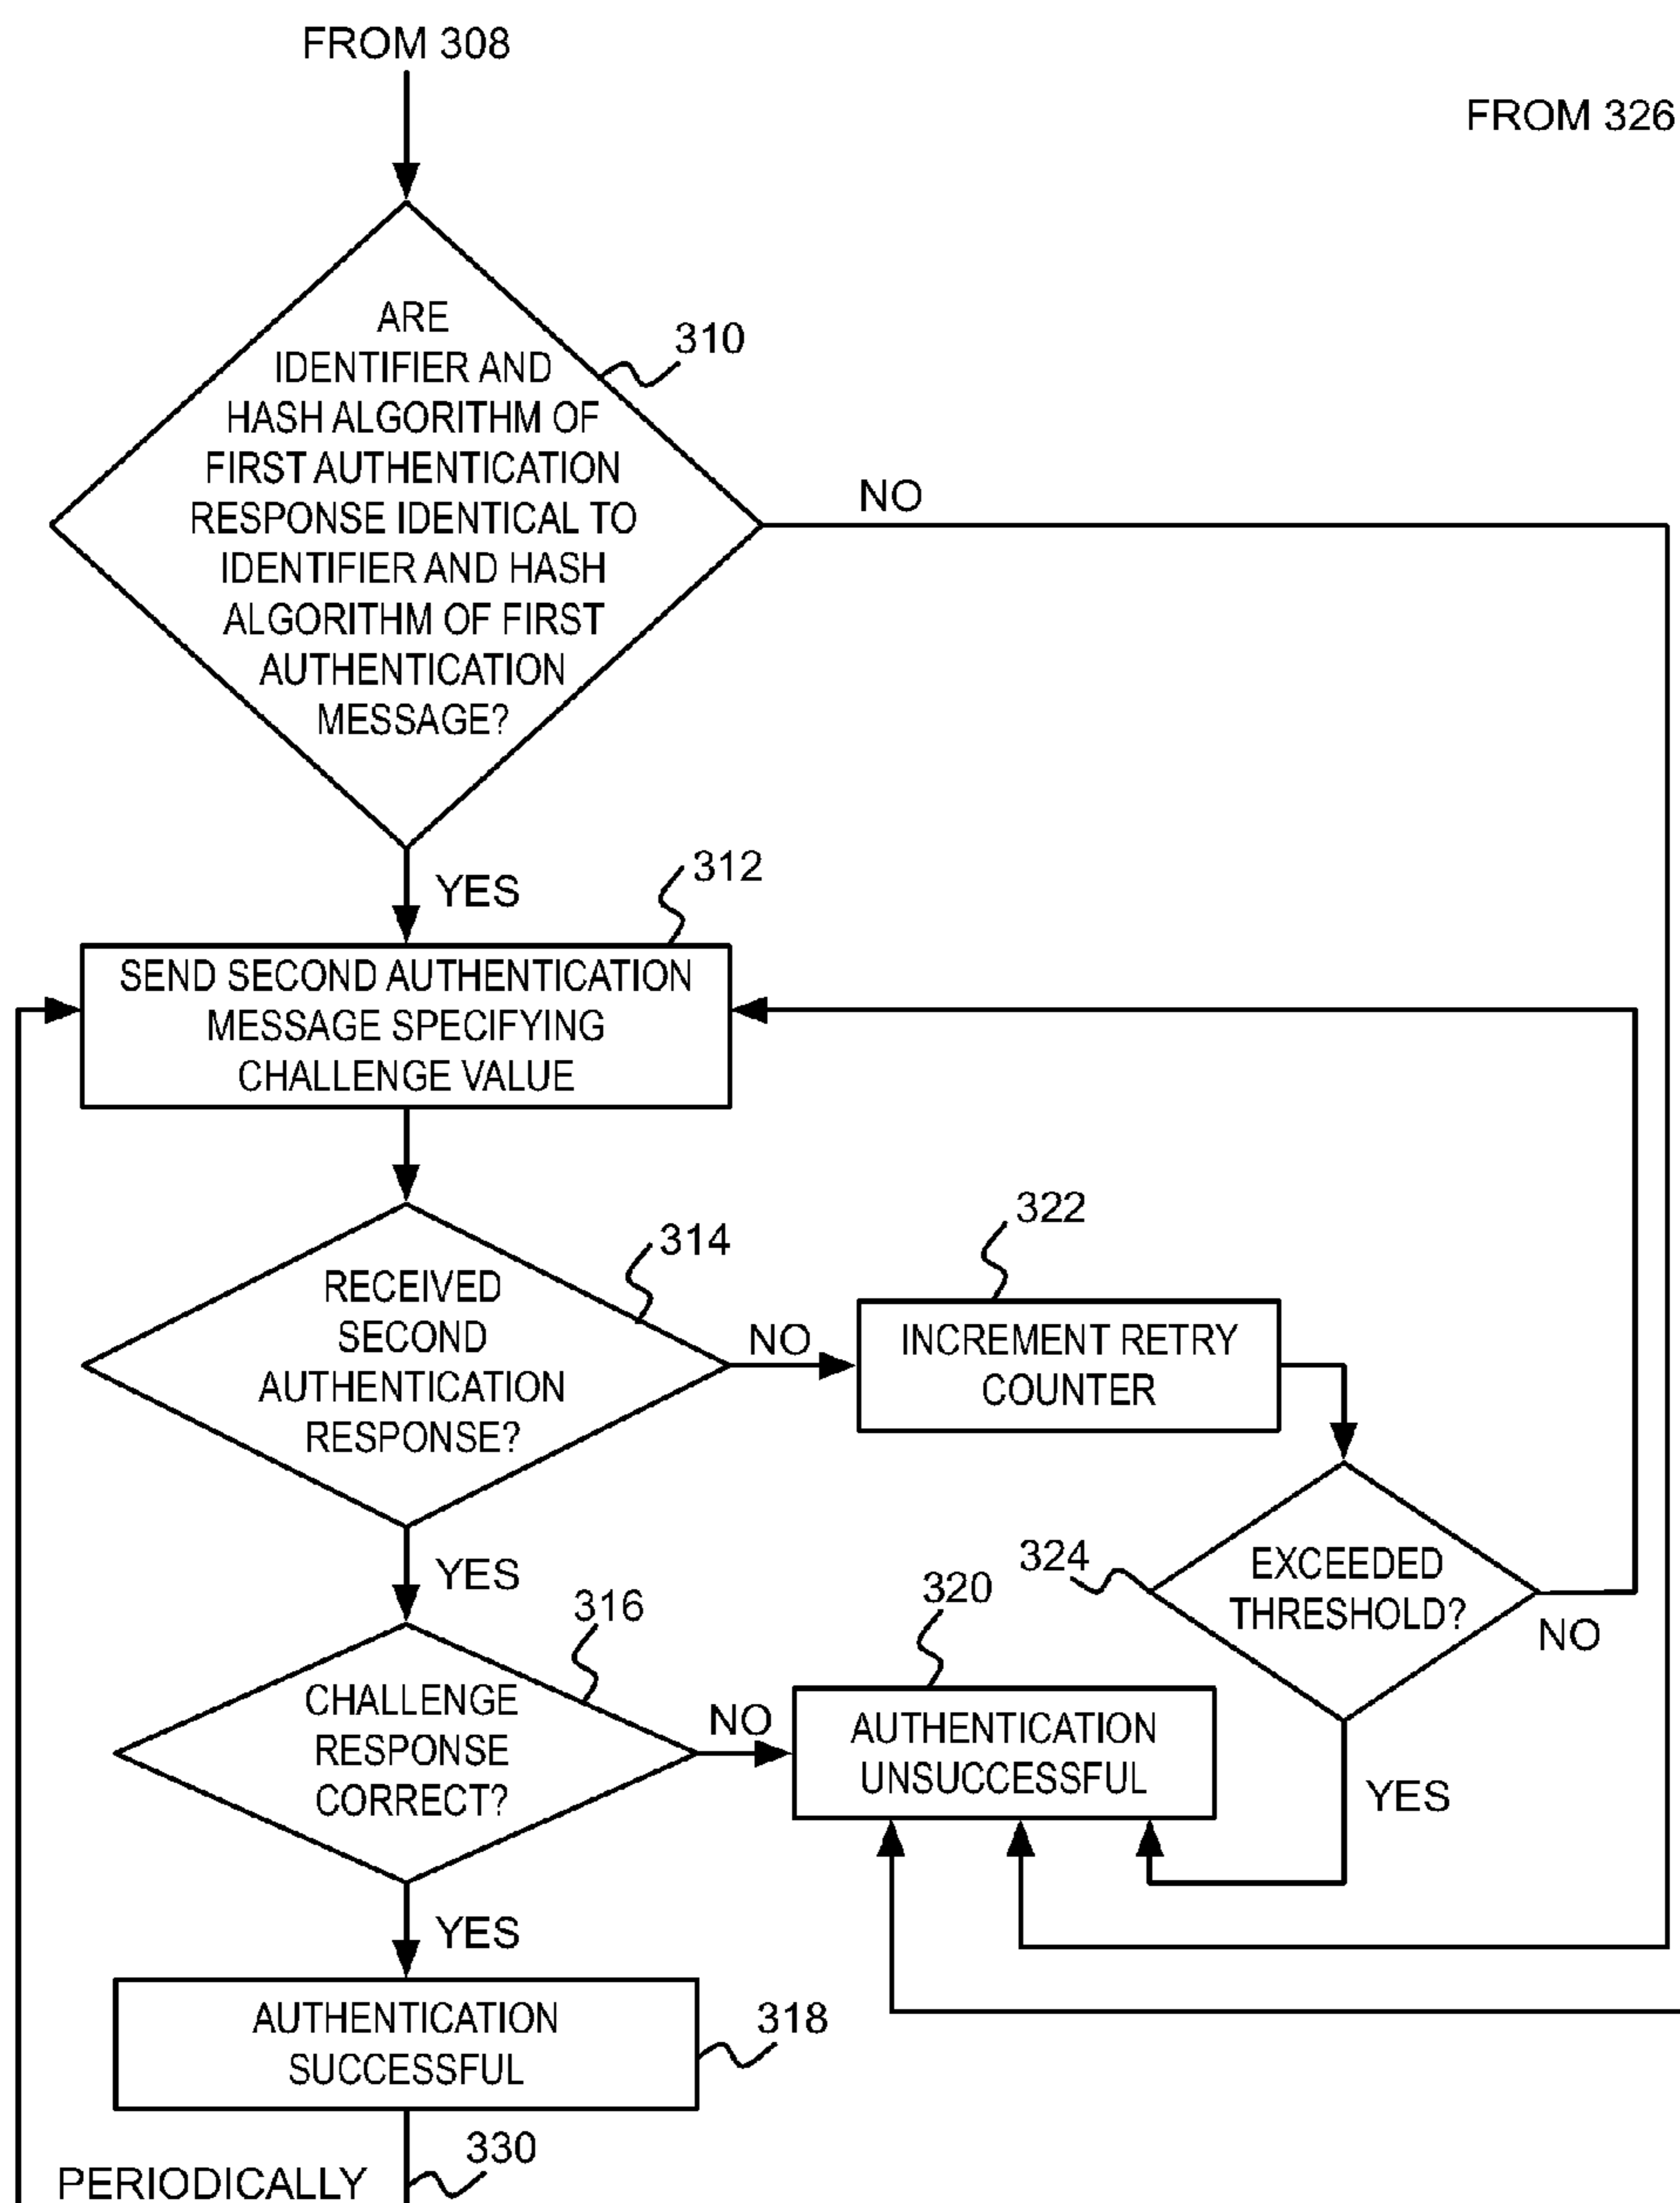 FROM 308
FROM 326
ARE
IDENTIFIER AND
HASH ALGORITHM OF
FIRST AUTHENTICATION
RESPONSE IDENTICAL TO
IDENTIFIER AND HASH
ALGORITHM OF FIRST
AUTHENTICATION
MESSAGE?
310
NO
YES
312
SEND SECOND AUTHENTICATION
MESSAGE SPECIFYING
CHALLENGE VALUE
314
RECEIVED
SECOND
AUTHENTICATION
RESPONSE?
NO
322
INCREMENT RETRY
COUNTER
YES
324
EXCEEDED
THRESHOLD?
NO
YES
316
CHALLENGE
RESPONSE
CORRECT?
NO
320
AUTHENTICATION
UNSUCCESSFUL
YES
AUTHENTICATION
SUCCESSFUL
318
330
PERIODICALLY